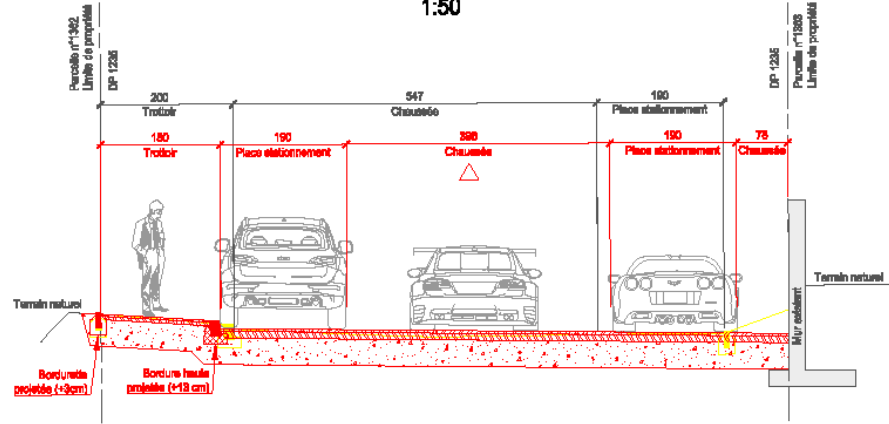 1:50
Parcelle n°1362
Limite de propriété
DP 1235
DP 1235
Parcelle n°1363
Limite de propriété
200
547
190
Trottoir
Chaussée
Place stationnement
180
190
190
75
Trottoir
Place stationnement
Chaussée
Place stationnement
Chaussée
Terrain naturel
Terrain naturel
Mur existant
Bordurette
projetée (+3cm)
Bordure haute
projetée (+13 cm)